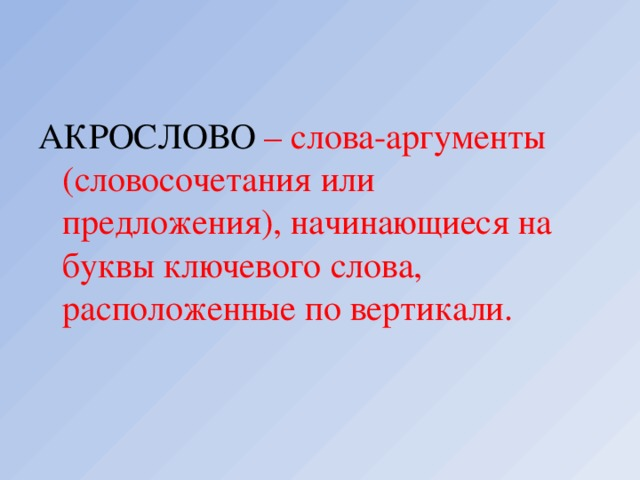 АКРОСЛОВО – слова-аргументы
(словосочетания или
предложения), начинающиеся на
буквы ключевого слова,
расположенные по вертикали.